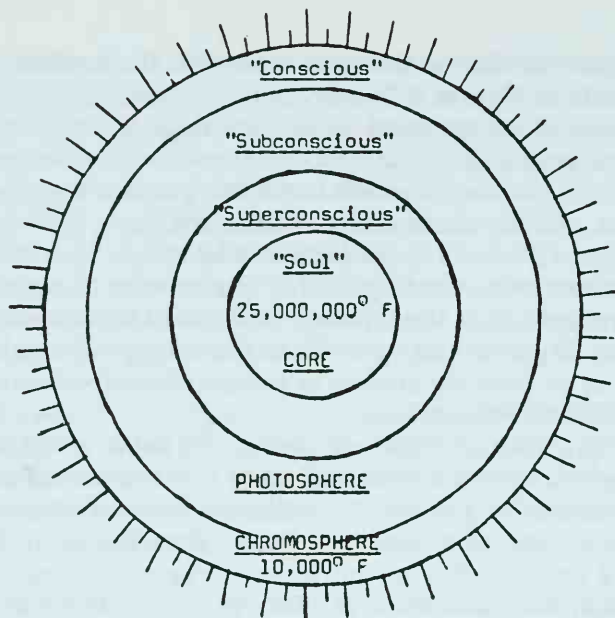 "Conscious"
"Subconscious"
"Superconscious"
"Soul"
25,000,000° F
CORE
PHOTOSPHERE
CHROMOSPHERE
10,000° F